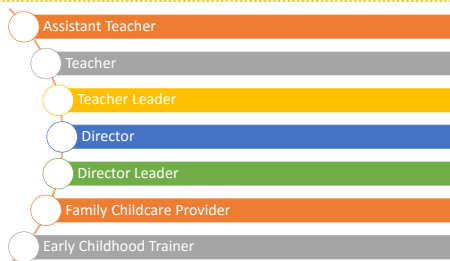 Assistant Teacher
Teacher
Teacher Leader
Director
Director Leader
Family Childcare Provider
Early Childhood Trainer